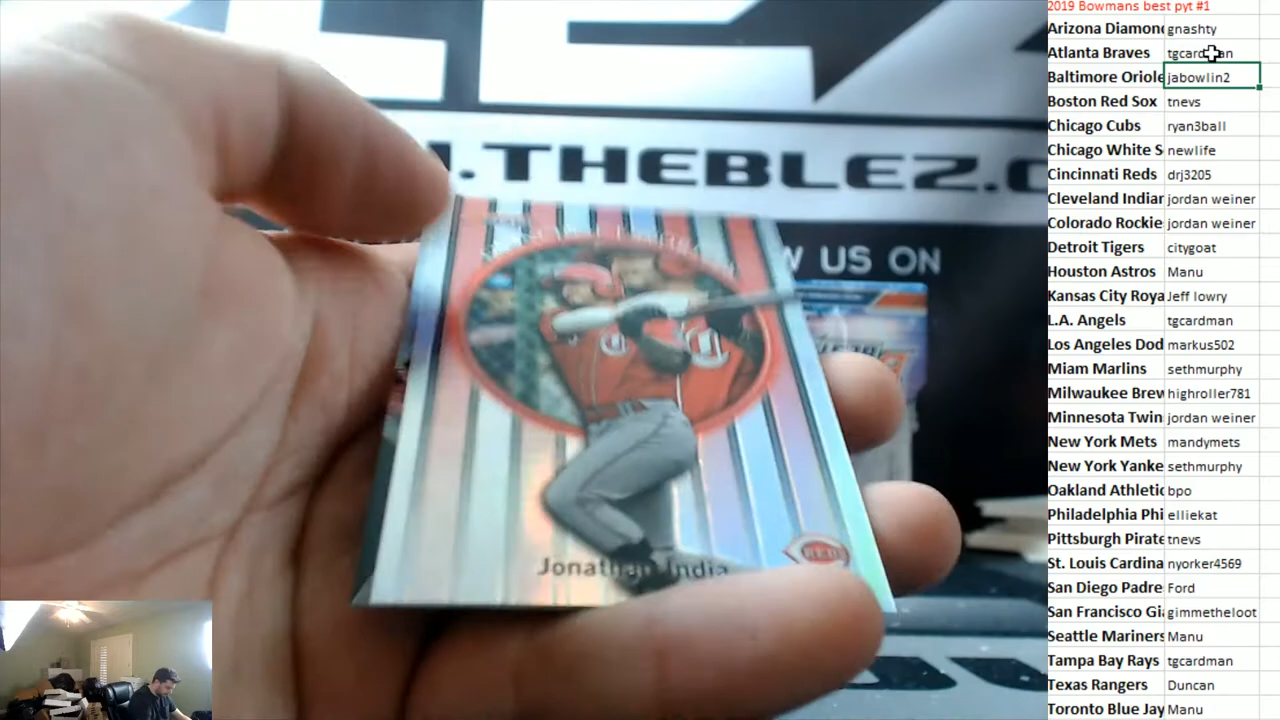 .THEBLEZ.C
W US ON
Jonathan India
REDS
2019 Bowmans best pyt #1
Arizona Diamond gnashty
Atlanta Braves
Baltimore Oriole jabowlin2
Boston Red Sox tnevs
Chicago Cubs ryan3ball
Chicago White S newlife
Cincinnati Reds drj3205
Cleveland Indian jordan weiner
Colorado Rockie jordan weiner
Detroit Tigers citygoat
Houston Astros Manu
Kansas City Roya Jeff lowry
L.A. Angels tgcardman
Los Angeles Dod markus502
Miam Marlins sethmurphy
Milwaukee Brew highroller781
Minnesota Twin jordan weiner
New York Mets mandymets
New York Yanke sethmurphy
Oakland Athletic bpo
Philadelphia Phi elliekat
Pittsburgh Pirate tnevs
St. Louis Cardina nyorker4569
San Diego Padre Ford
San Francisco Gia gimmetheloot
Seattle Mariners Manu
Tampa Bay Rays tgcardman
Texas Rangers Duncan
Toronto Blue Jay Manu